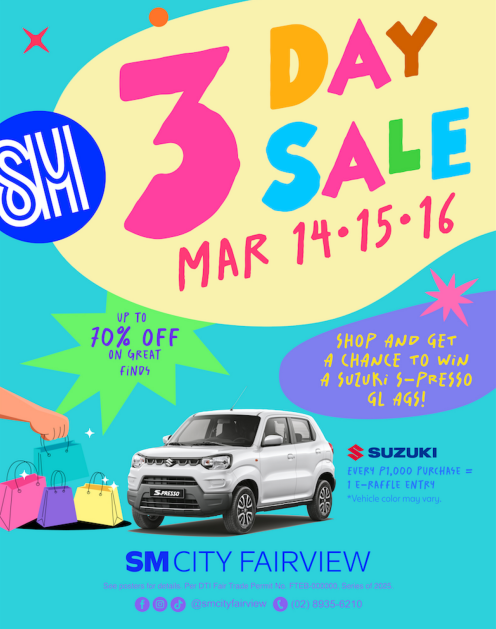 SM
3 DAY
SALE
MAR 14•15•16
UP TO
70% OFF
ON GREAT
FINDS
SHOP AND GET
A CHANCE TO WIN
A SUZUKI S-PRESSO
GL AGS!
S-PRESSO
SUZUKI
EVERY ₱1,000 PURCHASE =
1 E-RAFFLE ENTRY
*Vehicle color may vary.
SM CITY FAIRVIEW
See posters for details. Per DTI Fair Trade Permit No. Series of 2025.
@smcityfairview (02) 8935-6210